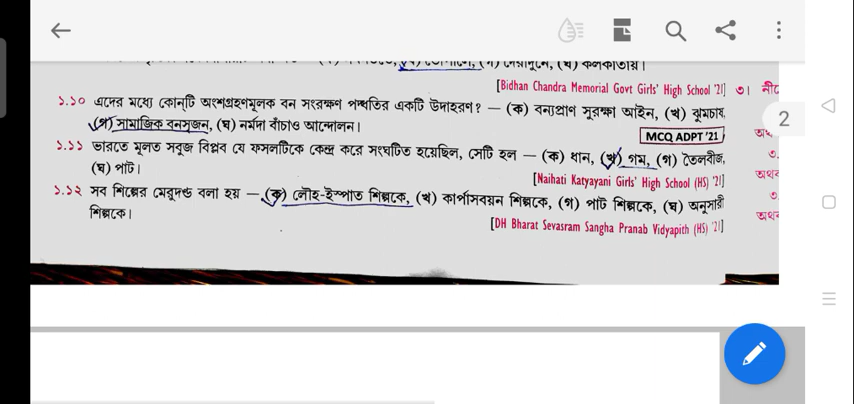 (ঘ) কলকাতায়।
[Bidhan Chandra Memorial Govt Girls' High School '21] ৩।
১.১০ এদের মধ্যে কোন্‌টি অংশগ্রহণমূলক বন সংরক্ষণ পদ্ধতির একটি উদাহরণ? — (ক) বন্যপ্রাণ সুরক্ষা আইন, (খ) ঝুমচাষ,
(গ) সামাজিক বনসৃজন, (ঘ) নর্মদা বাঁচাও আন্দোলন।
MCQ ADPT '21
2
১.১১ ভারতে মূলত সবুজ বিপ্লব যে ফসলটিকে কেন্দ্র করে সংঘটিত হয়েছিল, সেটি হল — (ক) ধান, (খ) গম, (গ) তৈলবীজ,
(ঘ) পাট।
[Naihati Katyayani Girls' High School (HS) '21]
১.১২ সব শিল্পের মেরুদণ্ড বলা হয় — (ক) লৌহ-ইস্পাত শিল্পকে, (খ) কার্পাসবয়ন শিল্পকে, (গ) পাট শিল্পকে, (ঘ) অনুসারী
শিল্পকে।
[DH Bharat Sevasram Sangha Pranab Vidyapith (HS) '21]